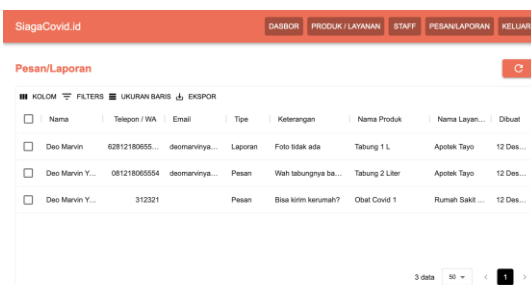 SiagaCovid.id DASBOR PRODUK / LAYANAN STAFF PESAN/LAPORAN KELUAR
Pesan/Laporan
KOLOM FILTERS UKURAN BARIS EKSPOR
Nama Telepon / WA Email Tipe Keterangan Nama Produk Nama Layan... Dibuat
Deo Marvin 62812180655... deomarvinya... Laporan Foto tidak ada Tabung 1 L Apotek Tayo 12 Des...
Deo Marvin Y... 081218065554 deomarvinya... Pesan Wah tabungnya ba... Tabung 2 Liter Apotek Tayo 12 Des...
Deo Marvin Y... 312321 Pesan Bisa kirim kerumah? Obat Covid 1 Rumah Sakit ... 12 Des...
3 data 50 1